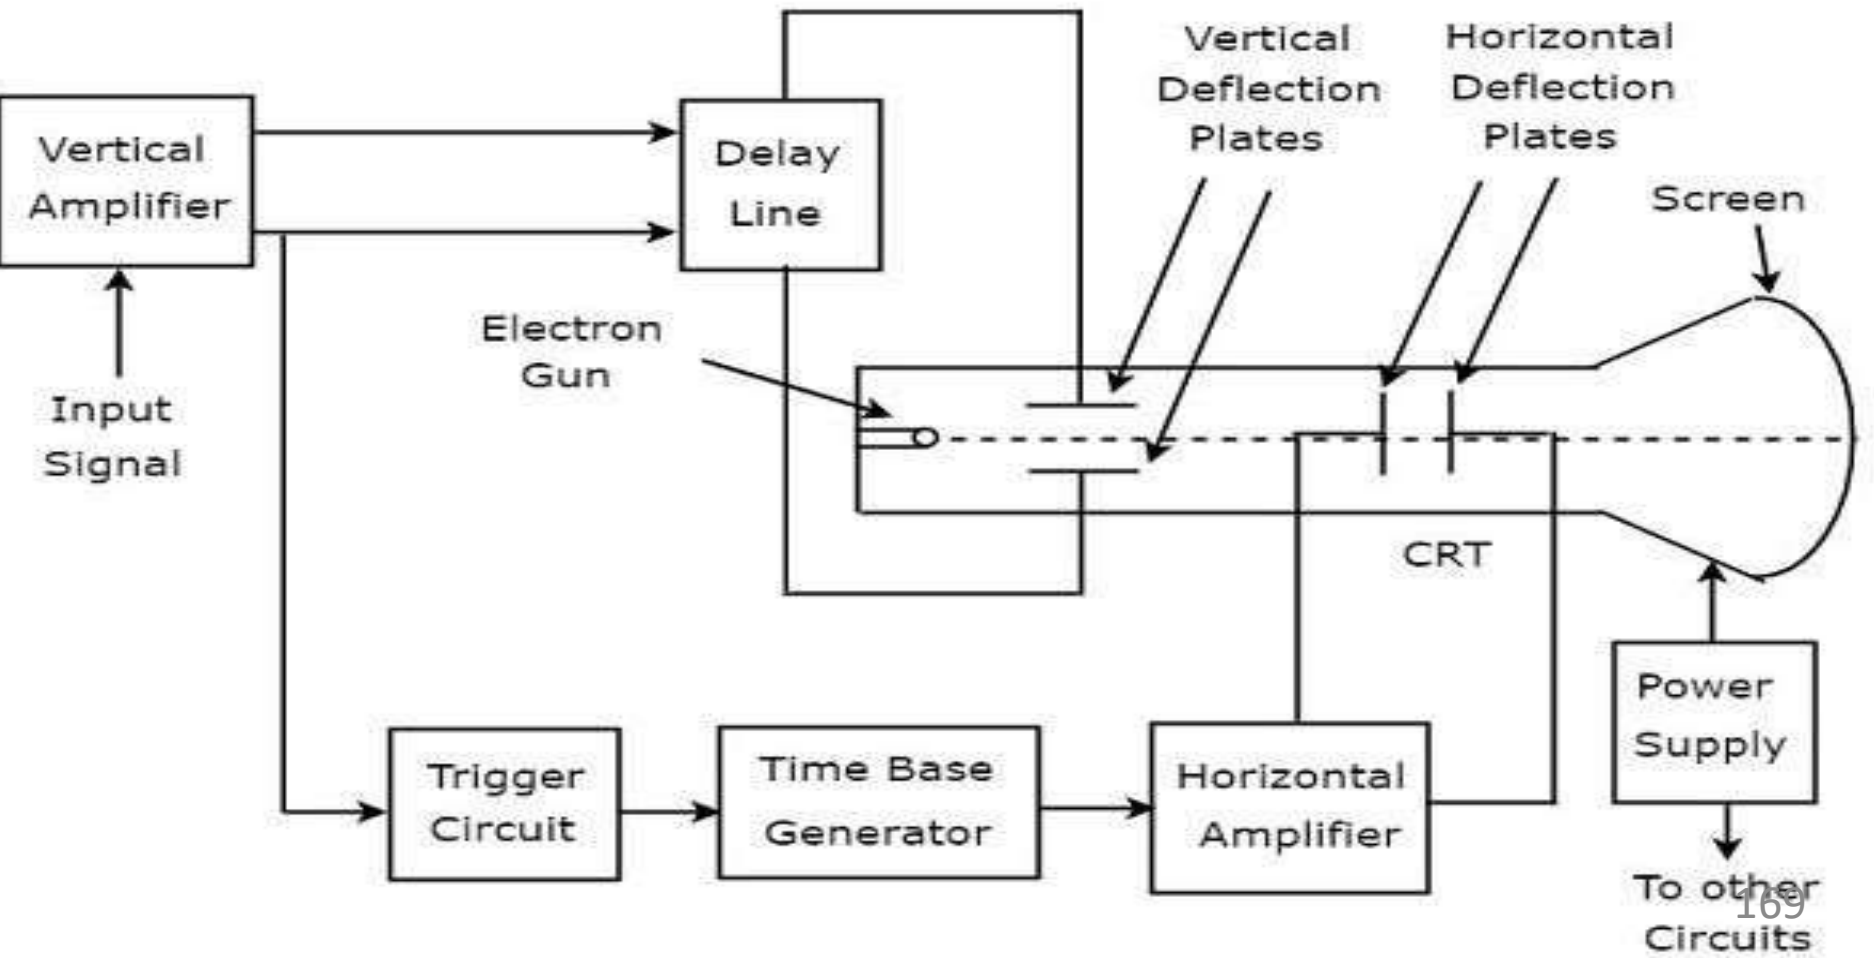 Vertical
Deflection
Plates
Horizontal
Deflection
Plates
Screen
Vertical
Amplifier
Delay
Line
Electron
Gun
Input
Signal
CRT
Power
Supply
Trigger
Circuit
Time Base
Generator
Horizontal
Amplifier
To other
Circuits
169